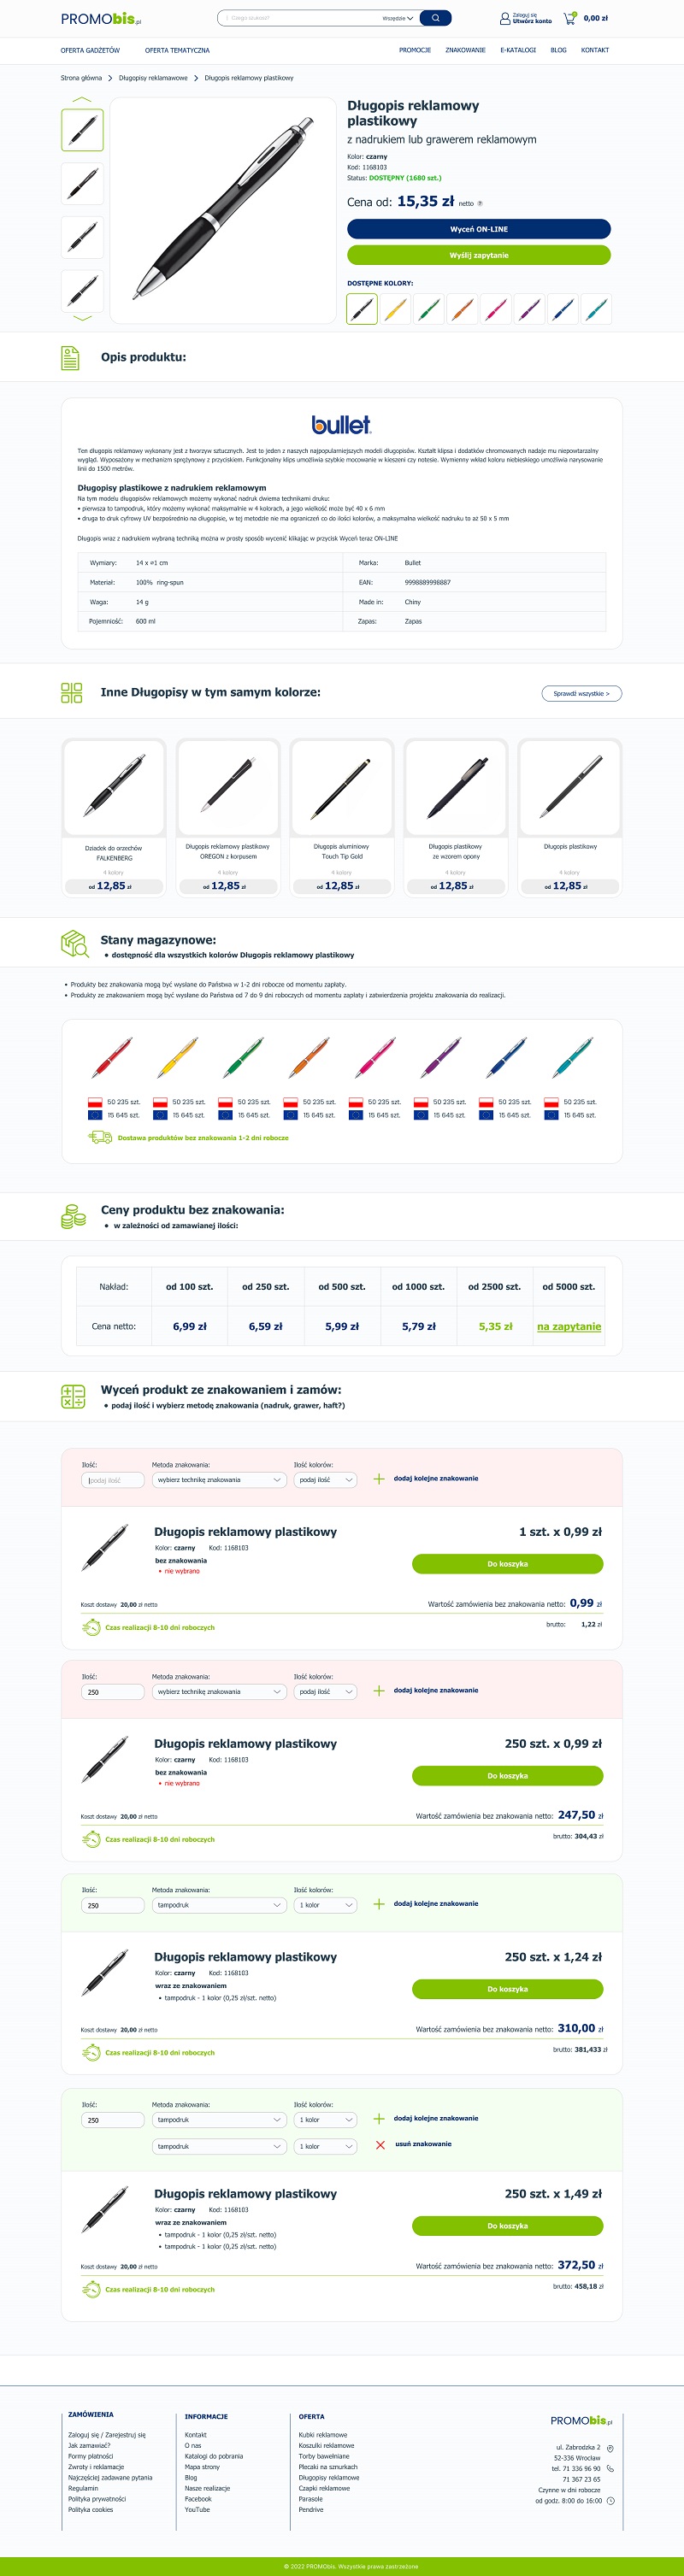 PROMObis.pl
Czego szukasz?
Wszędzie
Zaloguj się
Utwórz konto
0,00 zł
OFERTA GADŻETÓW
OFERTA TEMATYCZNA
PROMOCJE
ZNAKOWANIE
E-KATALOGI
BLOG
KONTAKT
Strona główna > Długopisy reklamawowe > Długopis reklamowy plastikowy
Długopis reklamowy
plastikowy
z nadrukiem lub grawerem reklamowym
Kolor: czarny
Kod: 1168103
Status: DOSTĘPNY (1680 szt.)
Cena od: 15,35 zł netto
Wyceń ON-LINE
Wyślij zapytanie
DOSTĘPNE KOLORY:
Opis produktu:
bullet
Ten długopis reklamowy wykonany jest z tworzyw sztucznych. Jest to jeden z naszych najpopularniejszych modeli długopisów. Kształt klipsa i dodatków chromowanych nadaje mu niepowtarzalny
wygląd. Wyposażony w mechanizm sprężynowy z przyciskiem. Funkcjonalny klips umożliwia szybkie mocowanie w kieszeni czy notesie. Wymienny wkład koloru niebieskiego umożliwia narysowanie
linii do 1500 metrów.
Długopisy plastikowe z nadrukiem reklamowym
Na tym modelu długopisów reklamowych możemy wykonać nadruk dwiema technikami druku:
• pierwsza to tampodruk, który możemy wykonać maksymalnie w 4 kolorach, a jego wielkość może być 40 x 6 mm
• druga to druk cyfrowy UV bezpośrednio na długopisie, w tej metodzie nie ma ograniczeń co do ilości kolorów, a maksymalna wielkość nadruku to aż 50 x 5 mm
Długopis wraz z nadrukiem wybraną techniką można w prosty sposób wycenić klikając w przycisk Wyceń teraz ON-LINE
Wymiary: 14 x ⌀1 cm
Marka: Bullet
Materiał: 100% ring-spun
EAN: 9998889998887
Waga: 14 g
Made in: Chiny
Pojemność: 600 ml
Zapas: Zapas
Inne Długopisy w tym samym kolorze:
Sprawdź wszystkie >
Dziadek do orzechów
FALKENBERG
4 kolory
od 12,85 zł
Długopis reklamowy plastikowy
OREGON z korpusem
4 kolory
od 12,85 zł
Długopis aluminiowy
Touch Tip Gold
4 kolory
od 12,85 zł
Długopis plastikowy
ze wzorem opony
4 kolory
od 12,85 zł
Długopis plastikowy
4 kolory
od 12,85 zł
Stany magazynowe:
• dostępność dla wszystkich kolorów Długopis reklamowy plastikowy
• Produkty bez znakowania mogą być wysłane do Państwa w 1-2 dni robocze od momentu zapłaty.
• Produkty ze znakowaniem mogą być wysłane do Państwa od 7 do 9 dni roboczych od momentu zapłaty i zatwierdzenia projektu znakowania do realizacji.
50 235 szt. 50 235 szt. 50 235 szt. 50 235 szt. 50 235 szt. 50 235 szt. 50 235 szt. 50 235 szt.
15 645 szt. 15 645 szt. 15 645 szt. 15 645 szt. 15 645 szt. 15 645 szt. 15 645 szt. 15 645 szt.
Dostawa produktów bez znakowania 1-2 dni robocze
Ceny produktu bez znakowania:
• w zależności od zamawianej ilości:
Nakład: od 100 szt. od 250 szt. od 500 szt. od 1000 szt. od 2500 szt. od 5000 szt.
Cena netto: 6,99 zł 6,59 zł 5,99 zł 5,79 zł 5,35 zł na zapytanie
Wyceń produkt ze znakowaniem i zamów:
• podaj ilość i wybierz metodę znakowania (nadruk, grawer, haft?)
Ilość: Metoda znakowania: Ilość kolorów:
podaj ilość wybierz technikę znakowania podaj ilość dodaj kolejne znakowanie
Długopis reklamowy plastikowy
1 szt. x 0,99 zł
Kolor: czarny Kod: 1168103
bez znakowania
• nie wybrano
Do koszyka
Koszt dostawy 20,00 zł netto
Wartość zamówienia bez znakowania netto: 0,99 zł
Czas realizacji 8-10 dni roboczych
brutto: 1,22 zł
Ilość: Metoda znakowania: Ilość kolorów:
250 wybierz technikę znakowania podaj ilość dodaj kolejne znakowanie
Długopis reklamowy plastikowy
250 szt. x 0,99 zł
Kolor: czarny Kod: 1168103
bez znakowania
• nie wybrano
Do koszyka
Koszt dostawy 20,00 zł netto
Wartość zamówienia bez znakowania netto: 247,50 zł
Czas realizacji 8-10 dni roboczych
brutto: 304,43 zł
Ilość: Metoda znakowania: Ilość kolorów:
250 tampodruk 1 kolor dodaj kolejne znakowanie
Długopis reklamowy plastikowy
250 szt. x 1,24 zł
Kolor: czarny Kod: 1168103
wraz ze znakowaniem
• tampodruk - 1 kolor (0,25 zł/szt. netto)
Do koszyka
Koszt dostawy 20,00 zł netto
Wartość zamówienia bez znakowania netto: 310,00 zł
Czas realizacji 8-10 dni roboczych
brutto: 381,433 zł
Ilość: Metoda znakowania: Ilość kolorów:
250 tampodruk 1 kolor dodaj kolejne znakowanie
tampodruk 1 kolor usuń znakowanie
Długopis reklamowy plastikowy
250 szt. x 1,49 zł
Kolor: czarny Kod: 1168103
wraz ze znakowaniem
• tampodruk - 1 kolor (0,25 zł/szt. netto)
• tampodruk - 1 kolor (0,25 zł/szt. netto)
Do koszyka
Koszt dostawy 20,00 zł netto
Wartość zamówienia bez znakowania netto: 372,50 zł
Czas realizacji 8-10 dni roboczych
brutto: 458,18 zł
ZAMÓWIENIA
Zaloguj się / Zarejestruj się
Jak zamawiać?
Formy płatności
Zwroty i reklamacje
Najczęściej zadawane pytania
Regulamin
Polityka prywatności
Polityka cookies
INFORMACJE
Kontakt
O nas
Katalogi do pobrania
Mapa strony
Blog
Nasze realizacje
Facebook
YouTube
OFERTA
Kubki reklamowe
Koszulki reklamowe
Torby bawełniane
Plecaki na sznurkach
Długopisy reklamowe
Czapki reklamowe
Parasole
Pendrive
PROMObis.pl
ul. Zabrodzka 2
52-336 Wrocław
tel. 71 336 96 90
71 367 23 65
Czynne w dni robocze
od godz. 8:00 do 16:00
© 2022 PROMObis. Wszystkie prawa zastrzeżone